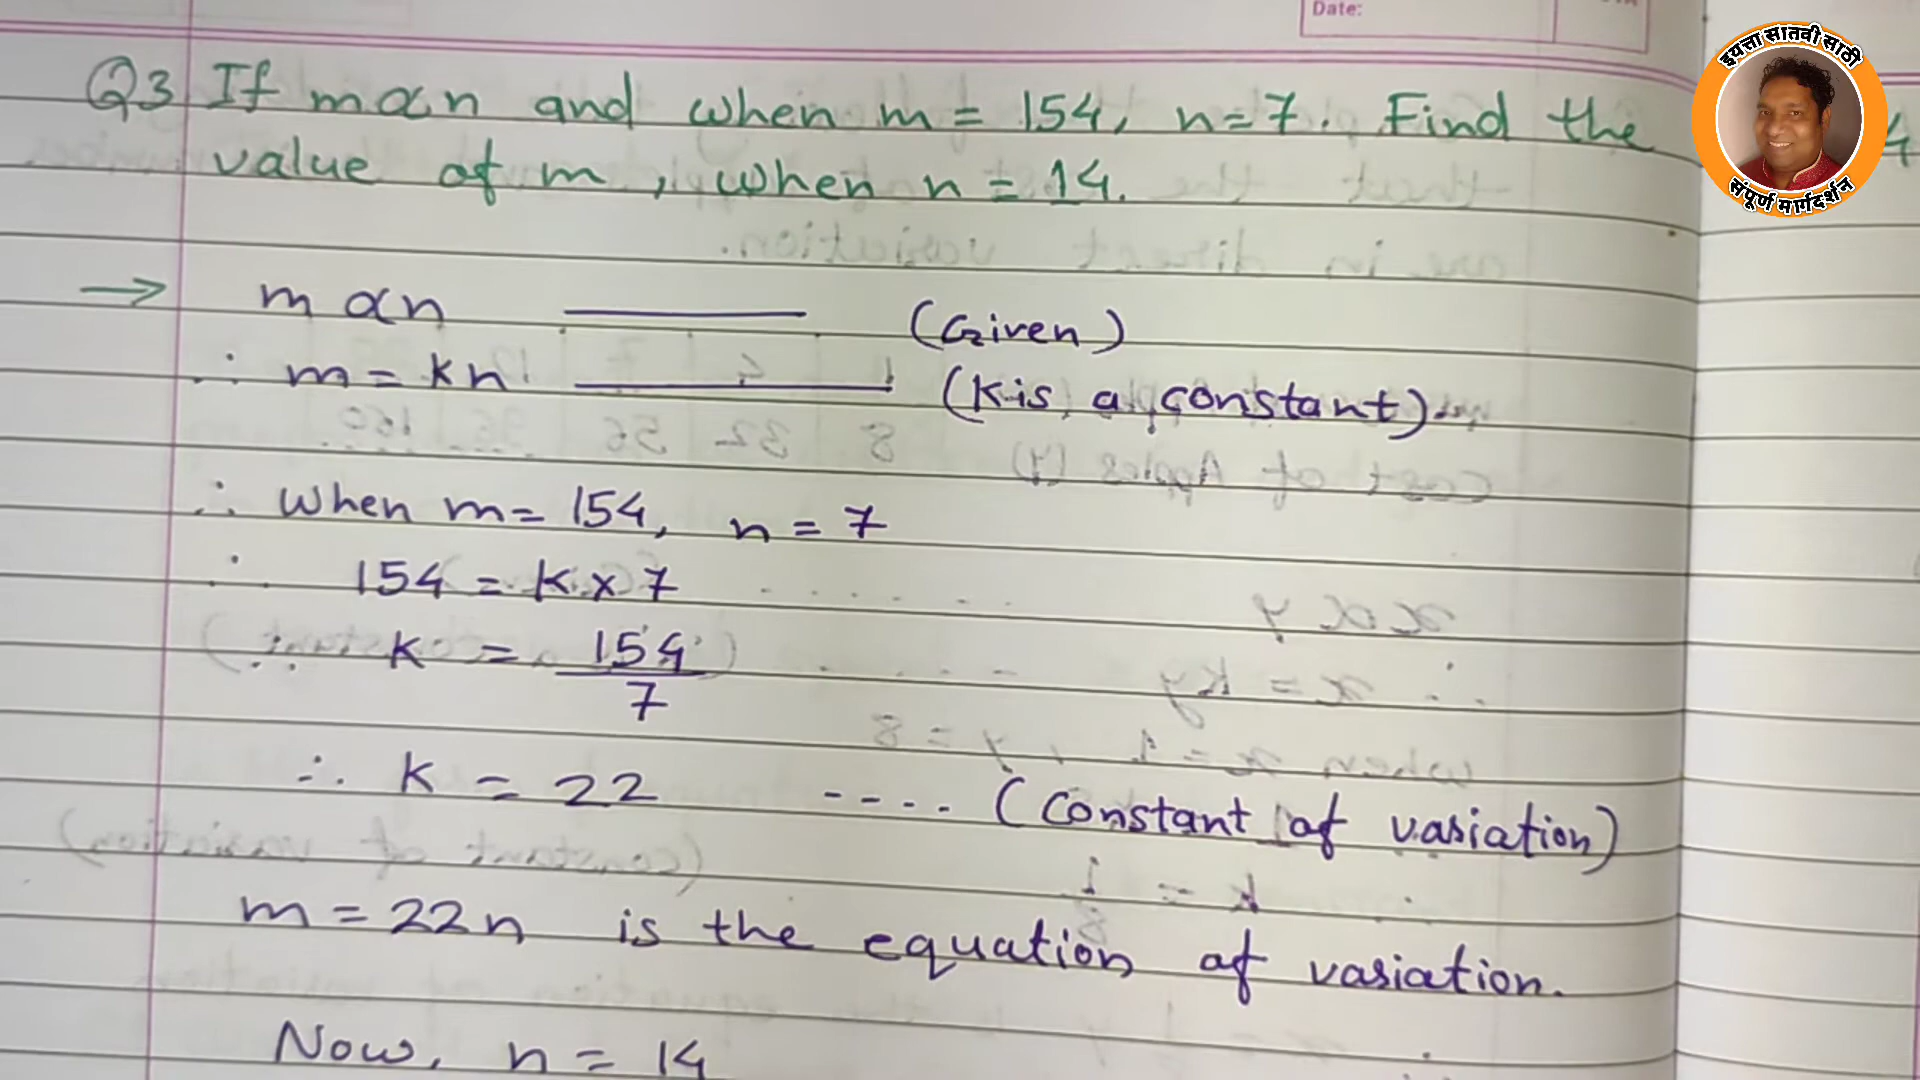 Date:
इयत्ता सातवी साठी
संपूर्ण मार्गदर्शन
Q3 If m ∝ n and when m = 154, n = 7. Find the
value of m, when n = 14.
→ m ∝ n ——— (Given)
∴ m = kn ——— (K is a constant)
∴ When m = 154, n = 7
∴ 154 = k × 7
∴ k = 154/7
∴ k = 22 ---- (Constant of variation)
m = 22n is the equation of variation.
Now, n = 14